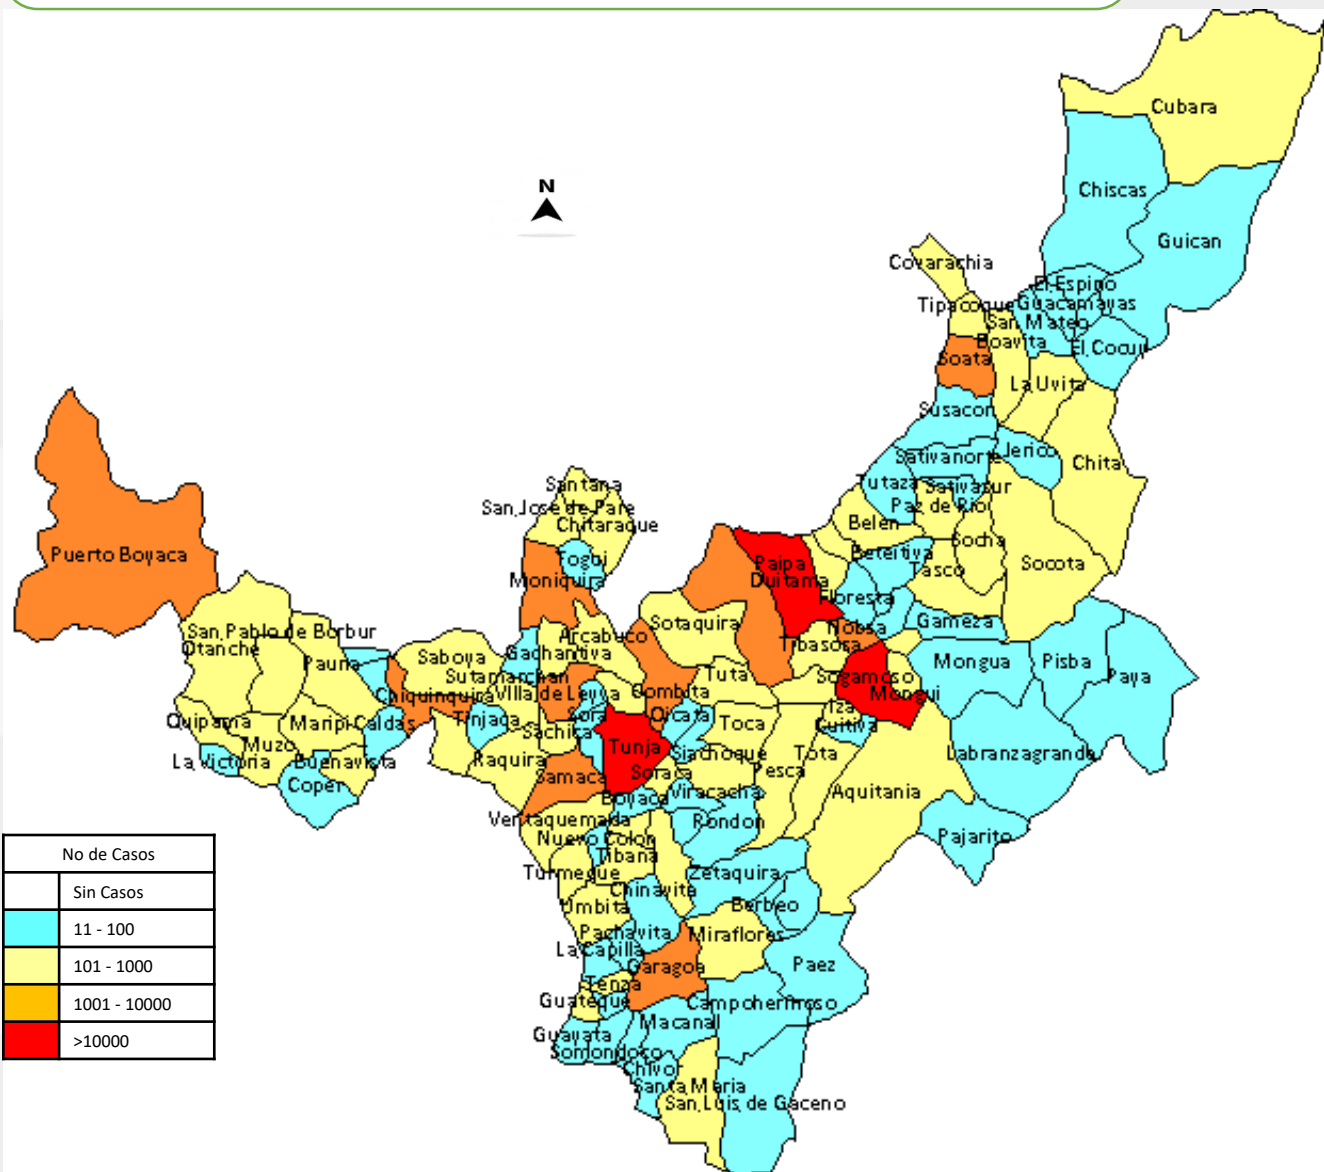 Cubara
Chiscas
N
Guican
Covarachia
El Espino
Tipacoque
Guacamayas
San Mateo
Boavita
El Cocuy
Soata
La Uvita
Susacon
Sativanorte
Jerico
Chita
Santana
Tutaza
Sativasur
San Jose de Pare
Paz de Rio
Chitaraque
Belen
Socha
Puerto Boyaca
Togui
Paipa
Beteitiva
Tasco
Socota
Moniquira
Duitama
Floresta
Sotaquira
Nobsa
Gameza
San Pablo de Borbur
Arcabuco
Tibasosa
Otanche
Pauna
Saboya
Gachantiva
Mongua
Pisba
Sutamarchan
Tuta
Sogamoso
Paya
Chiquinquira
Villa de Leyva
Combita
Mongui
Iza
Quipama
Maripi
Caldas
Tinjaca
Sora
Oicata
Toca
Cuitiva
Sachica
Muzo
Tunja
Siachoque
Tota
Labranzagrande
La Victoria
Buenavista
Raquira
Samaca
Soraca
Pesca
Coper
Boyaca
Viracacha
Aquitania
Ventaquemada
Rondon
Nuevo Colon
Pajarito
Tibana
No de Casos
Turmeque
Zetaquira
Sin Casos
Chinavita
Umbita
Berbeo
11 - 100
Pachavita
Miraflores
La Capilla
101 - 1000
Garagoa
Paez
Tenza
1001 - 10000
Guateque
Campohermoso
Macanal
>10000
Guayata
Somondoco
Chivor
Santa Maria
San Luis de Gaceno